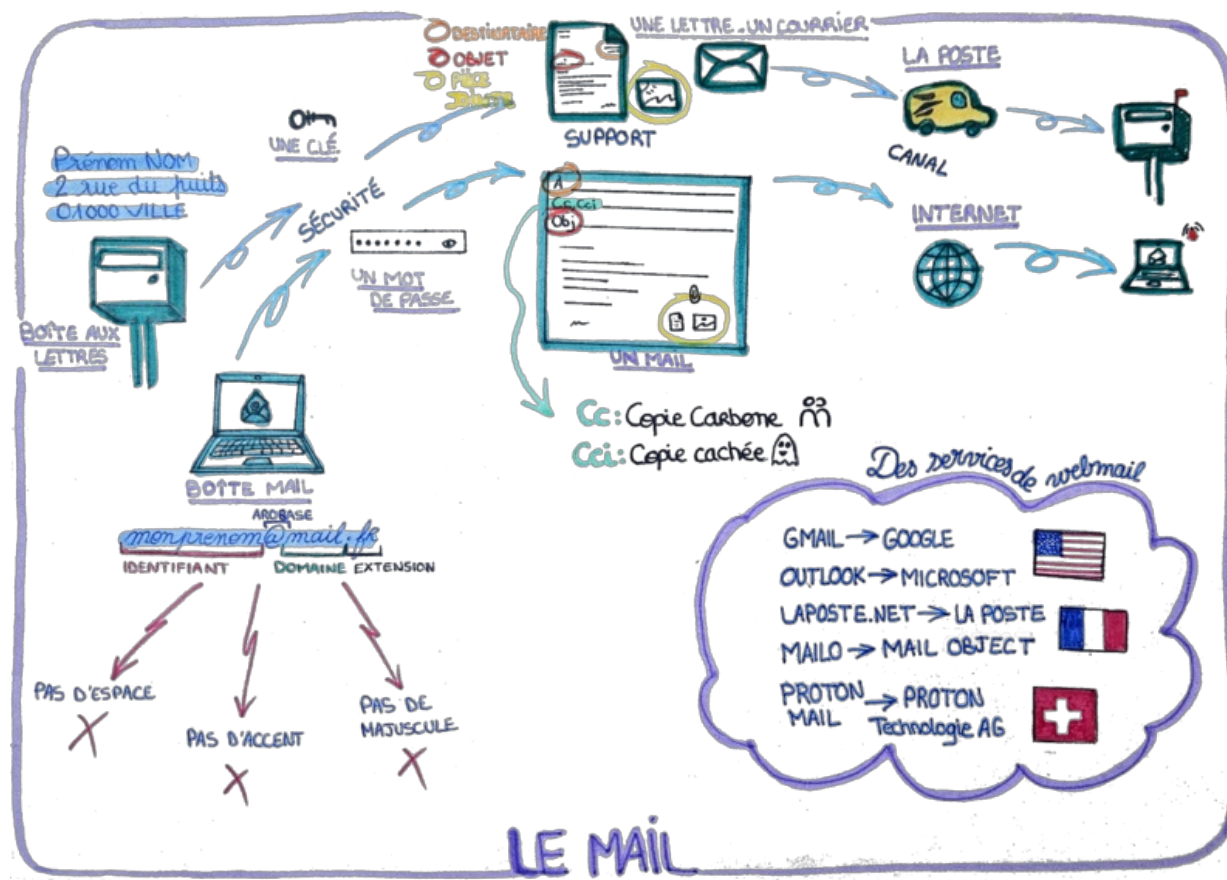 DESTINATAIRE
OBJET
PIÈCE
JOINTE
UNE LETTRE - UN COURRIER
LA POSTE
SUPPORT
CANAL
UNE CLÉ
Prénom NOM
2 rue du puits
01000 VILLE
SÉCURITÉ
UN MOT
DE PASSE
BOÎTE AUX
LETTRES
A
Cc, Cci
Obj
UN MAIL
INTERNET
Cc: Copie Carbone
Cci: Copie cachée
BOÎTE MAIL
AROBASE
monprenom@mail.fr
IDENTIFIANT DOMAINE EXTENSION
PAS D'ESPACE
PAS D'ACCENT
PAS DE
MAJUSCULE
Des services de webmail
GMAIL → GOOGLE
OUTLOOK → MICROSOFT
LAPOSTE.NET → LA POSTE
MAILO → MAIL OBJECT
PROTON
MAIL → PROTON
Technologie AG
LE MAIL